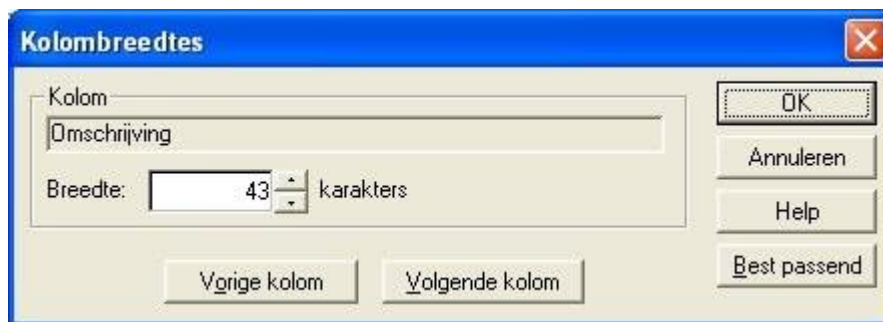 Kolombreedtes
Kolom
Omschrijving
Breedte: 43 karakters
Vorige kolom
Volgende kolom
OK
Annuleren
Help
Best passend